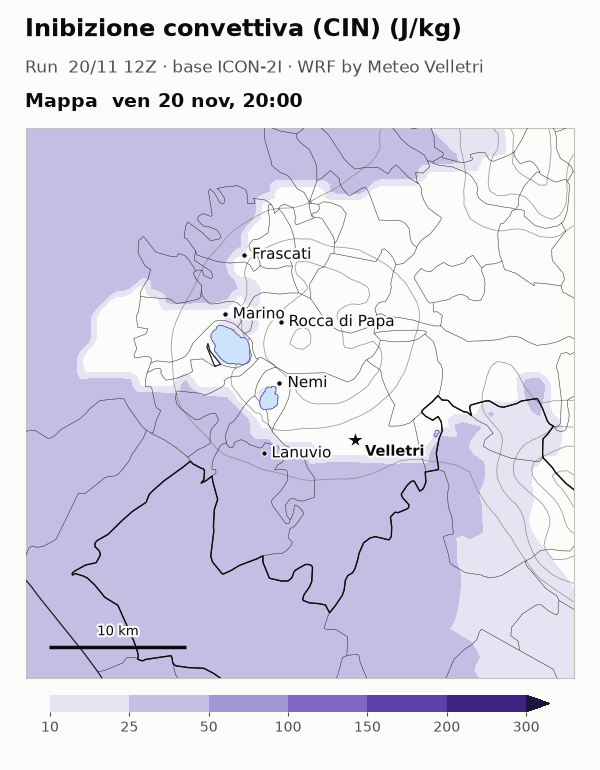 Inibizione convettiva (CIN) (J/kg)
Run  20/11 12Z · base ICON-2I · WRF by Meteo Velletri
Mappa  ven 20 nov, 20:00
Frascati
Marino
Rocca di Papa
Nemi
Velletri
Lanuvio
10 km
10 25 50 100 150 200 300